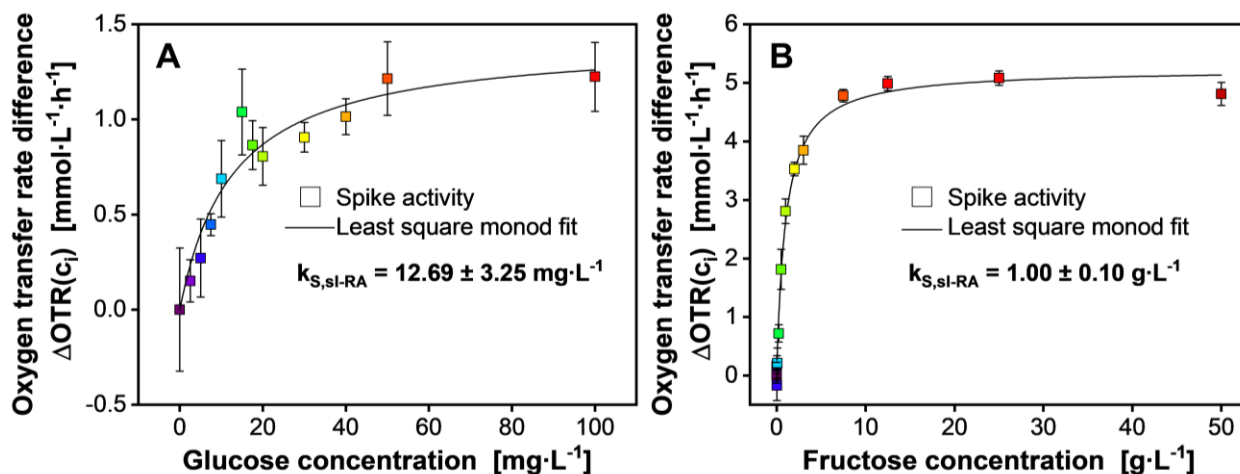 A
Oxygen transfer rate difference
ΔOTR(cᵢ) [mmol·L⁻¹·h⁻¹]
1.5
1.0
0.5
0.0
-0.5
Spike activity
Least square monod fit
k_S,sl-RA = 12.69 ± 3.25 mg·L⁻¹
0 20 40 60 80 100
Glucose concentration [mg·L⁻¹]
B
Oxygen transfer rate difference
ΔOTR(cᵢ) [mmol·L⁻¹·h⁻¹]
6
5
4
3
2
1
0
Spike activity
Least square monod fit
k_S,sl-RA = 1.00 ± 0.10 g·L⁻¹
0 10 20 30 40 50
Fructose concentration [g·L⁻¹]